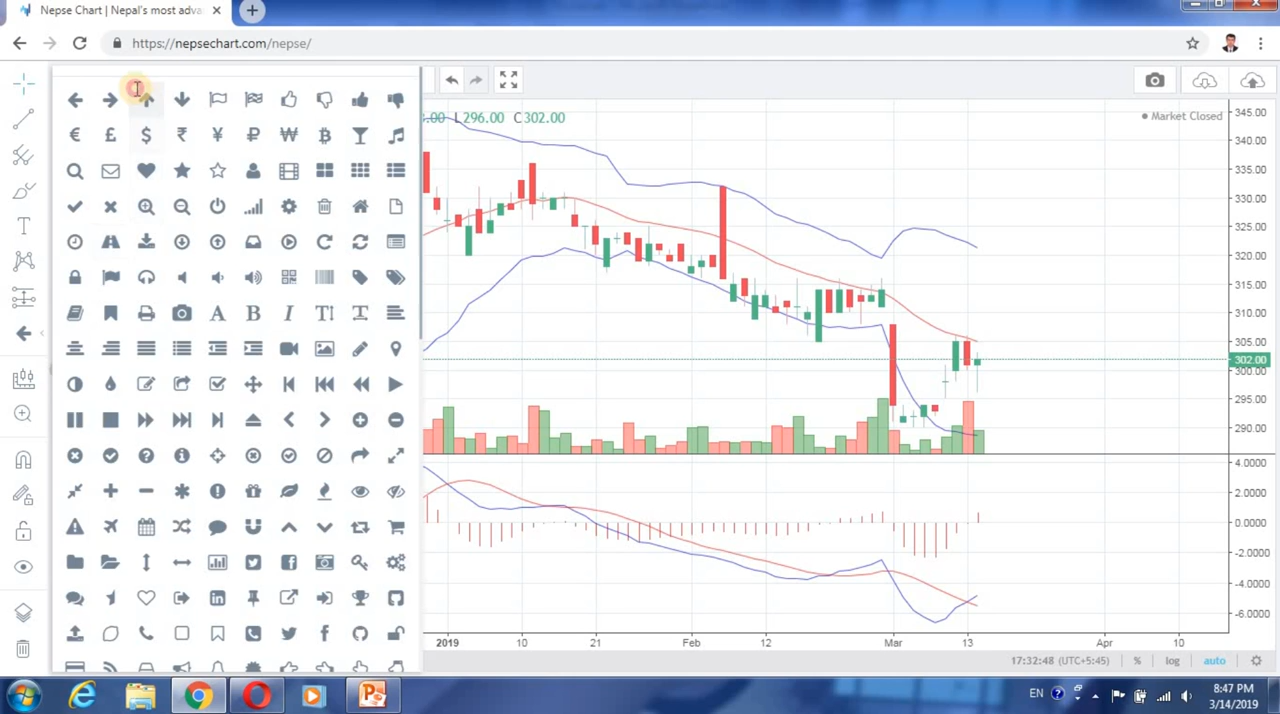 Nepse Chart | Nepal's most adva
https://nepsechart.com/nepse/
L296.00 C302.00
Market Closed
345.00
340.00
335.00
330.00
325.00
320.00
315.00
310.00
305.00
302.00
300.00
295.00
290.00
4.0000
2.0000
0.0000
-2.0000
-4.0000
-6.0000
2019 10 21 Feb 12 Mar 13 Apr 10
17:32:48 (UTC+5:45) % log auto
EN
8:47 PM
3/14/2019